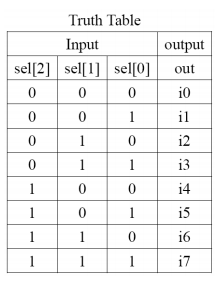 Truth Table
Input output
sel[2] sel[1] sel[0] out
0 0 0 i0
0 0 1 i1
0 1 0 i2
0 1 1 i3
1 0 0 i4
1 0 1 i5
1 1 0 i6
1 1 1 i7